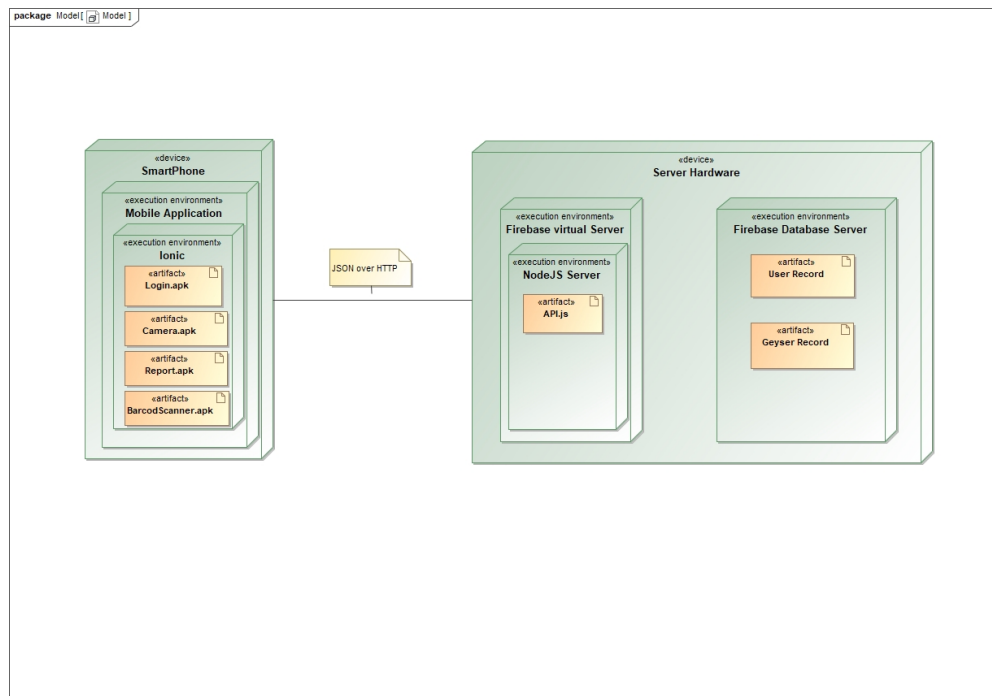 package Model [ Model ]
«device»
SmartPhone
«execution environment»
Mobile Application
«execution environment»
Ionic
«artifact»
Login.apk
«artifact»
Camera.apk
«artifact»
Report.apk
«artifact»
BarcodScanner.apk
JSON over HTTP
«device»
Server Hardware
«execution environment»
Firebase virtual Server
«execution environment»
NodeJS Server
«artifact»
API.js
«execution environment»
Firebase Database Server
«artifact»
User Record
«artifact»
Geyser Record